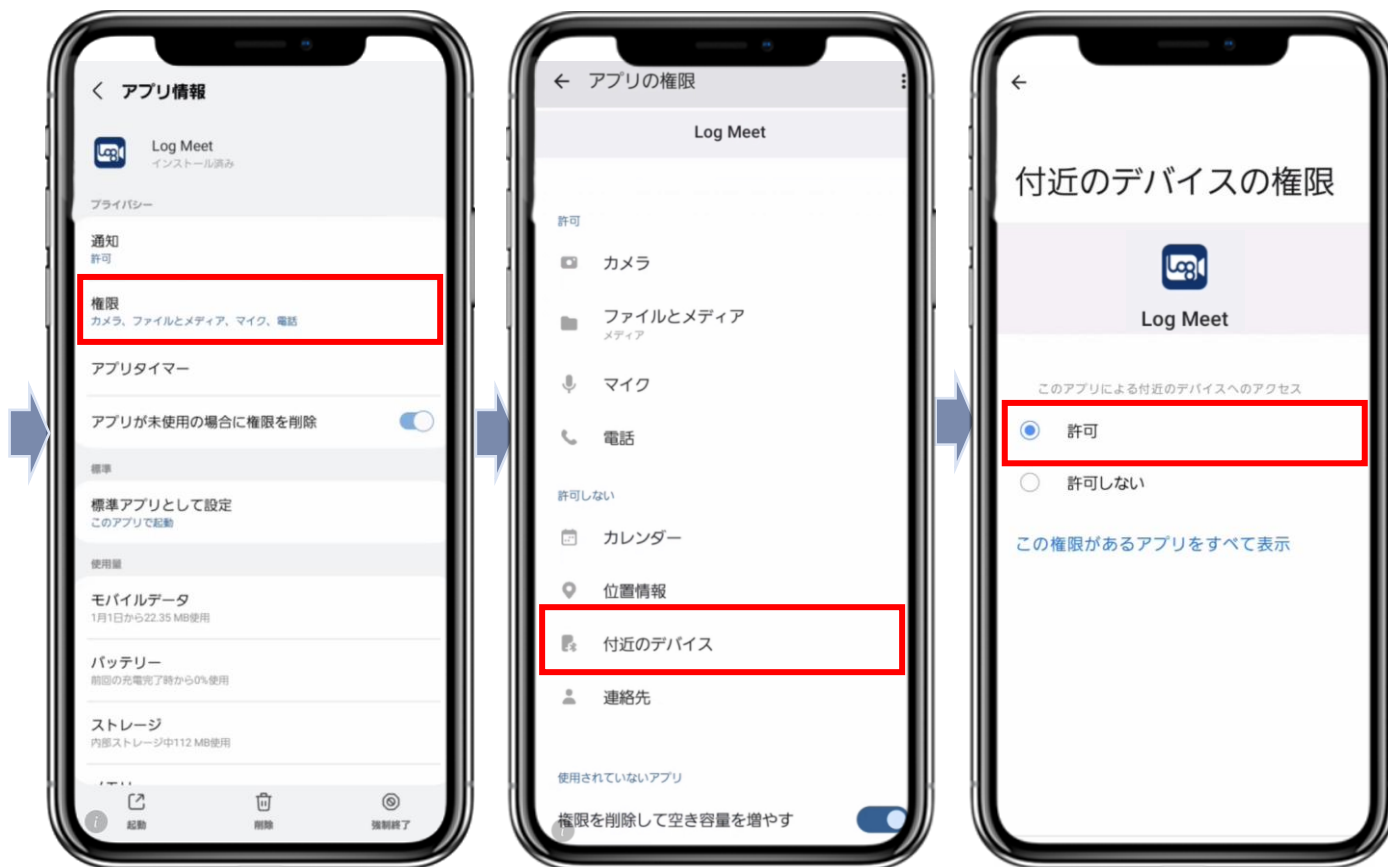 アプリ情報
Log Meet
インストール済み
プライバシー
通知
許可
権限
カメラ、ファイルとメディア、マイク、電話
アプリタイマー
アプリが未使用の場合に権限を削除
標準
標準アプリとして設定
このアプリで起動
使用量
モバイルデータ
1月1日から22.35 MB使用
バッテリー
前回の充電完了時から0%使用
ストレージ
内部ストレージ中112 MB使用
起動
削除
強制終了
アプリの権限
Log Meet
許可
カメラ
ファイルとメディア
メディア
マイク
電話
許可しない
カレンダー
位置情報
付近のデバイス
連絡先
使用されていないアプリ
権限を削除して空き容量を増やす
付近のデバイスの権限
Log
Log Meet
このアプリによる付近のデバイスへのアクセス
許可
許可しない
この権限があるアプリをすべて表示